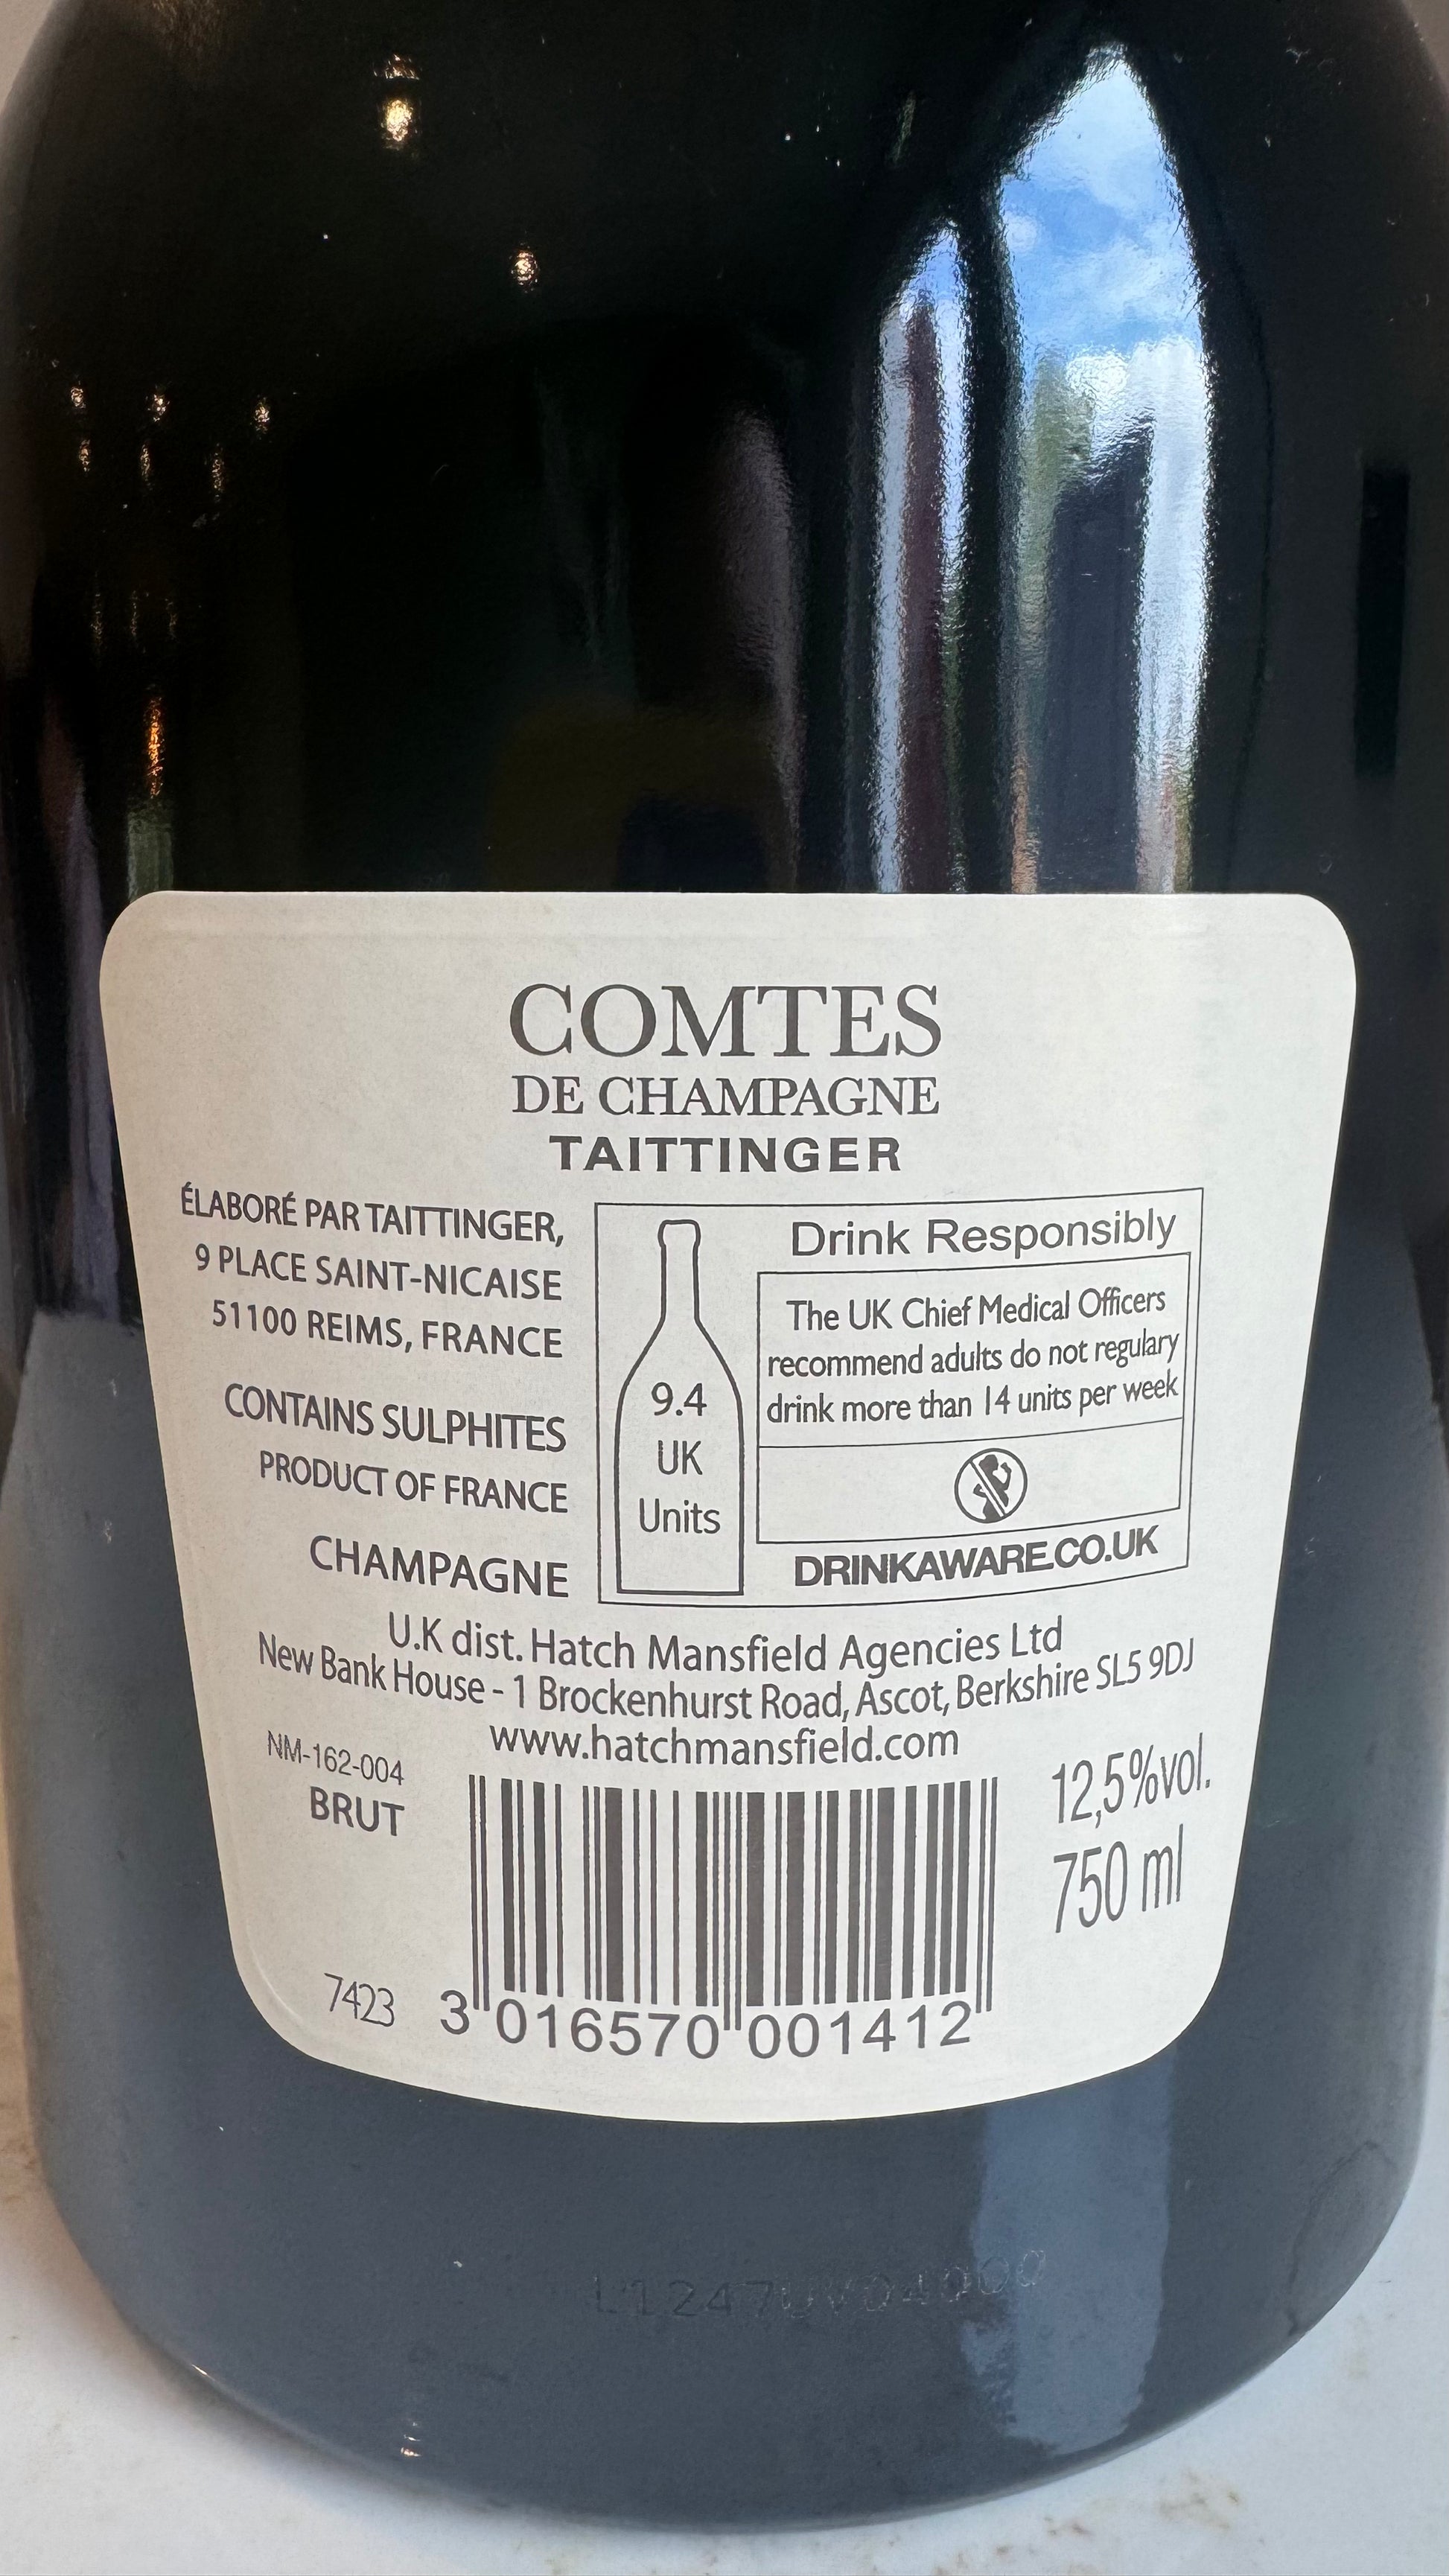 COMTES
DE CHAMPAGNE
TAITTINGER
ÉLABORÉ PAR TAITTINGER,
9 PLACE SAINT-NICAISE
51100 REIMS, FRANCE
CONTAINS SULPHITES
PRODUCT OF FRANCE
CHAMPAGNE
9.4
UK
Units
Drink Responsibly
The UK Chief Medical Officers
recommend adults do not regulary
drink more than 14 units per week
DRINKAWARE.CO.UK
U.K dist. Hatch Mansfield Agencies Ltd
New Bank House - 1 Brockenhurst Road, Ascot, Berkshire SL5 9DJ
www.hatchmansfield.com
NM-162-004
BRUT
12,5%vol.
750 ml
7423
3 016570 001412